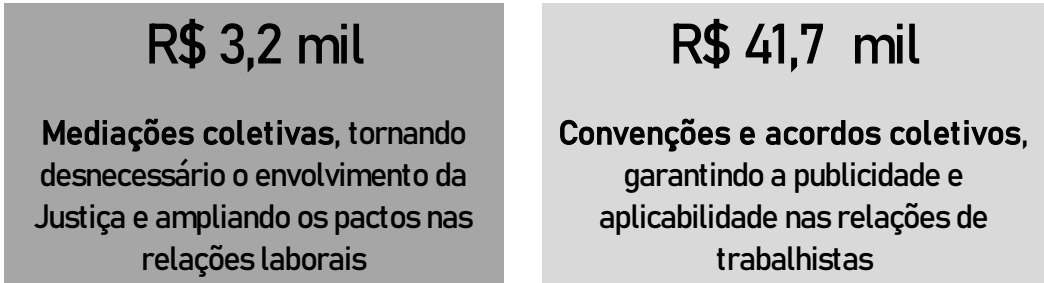 R$ 3,2 mil
Mediações coletivas, tornando
desnecessário o envolvimento da
Justiça e ampliando os pactos nas
relações laborais
R$ 41,7 mil
Convenções e acordos coletivos,
garantindo a publicidade e
aplicabilidade nas relações de
trabalhistas